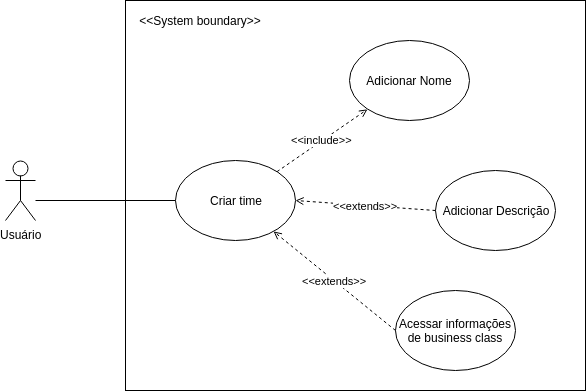 <<System boundary>>
Adicionar Nome
<<include>>
Criar time
<<extends>>
Adicionar Descrição
Usuário
<<extends>>
Acessar informações
de business class